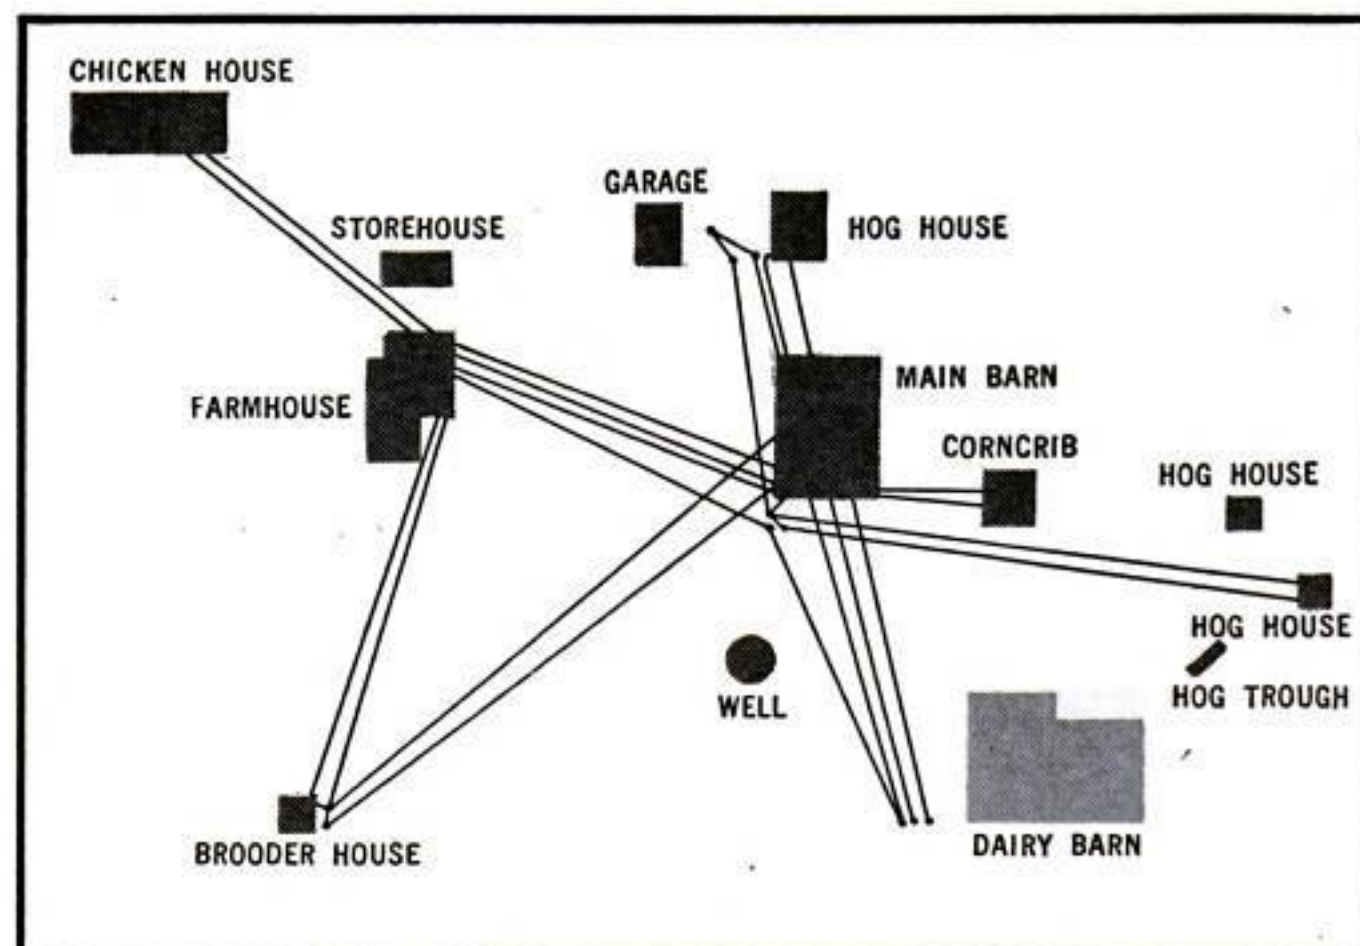 CHICKEN HOUSE
GARAGE
STOREHOUSE
HOG HOUSE
MAIN BARN
FARMHOUSE
CORNCRIB
HOG HOUSE
HOG HOUSE
HOG TROUGH
WELL
DAIRY BARN
BROODER HOUSE